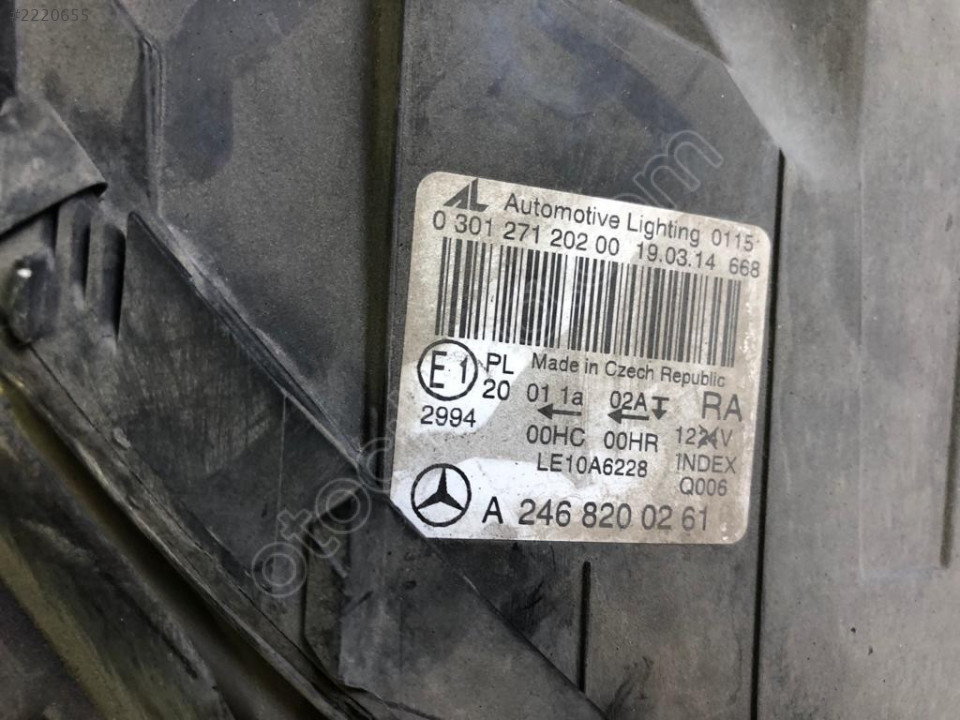 #2220655
AL Automotive Lighting 0115
0 301 271 202 00 19.03.14 668
E1 PL Made in Czech Republic
20 01 1a 02A RA
2994 00HC 00HR 1224V
LE10A6228 INDEX
Q006
A 246 820 02 61